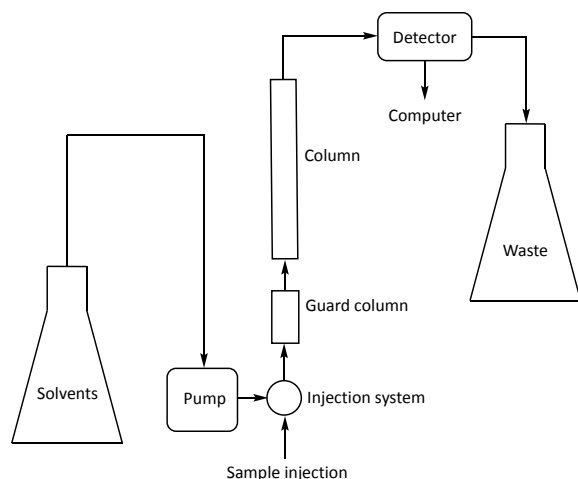 Detector
Computer
Column
Waste
Guard column
Solvents
Pump
Injection system
Sample injection